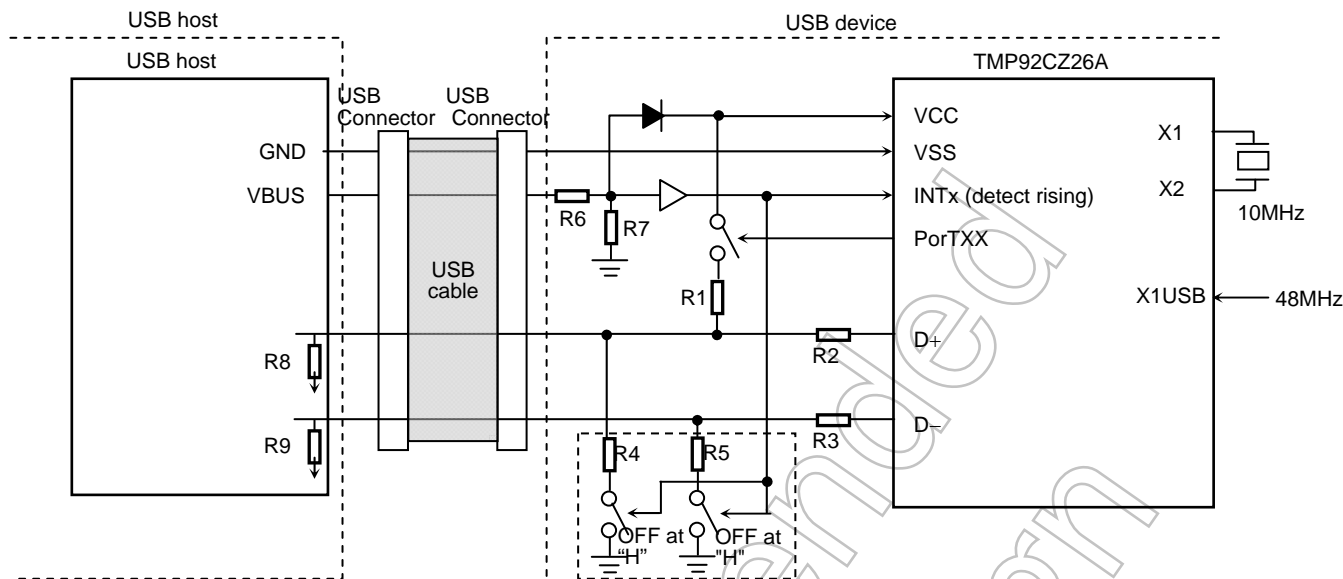 USB host
USB device
USB host
TMP92CZ26A
USB
Connector
USB
Connector
VCC
X1
GND
VSS
VBUS
INTx (detect rising)
X2
R6
R7
10MHz
PorTXX
USB
cable
R1
X1USB
48MHz
R8
R2
D+
R9
R3
D−
R4
R5
OFF at
"H"
OFF at
"H"
ended
gn